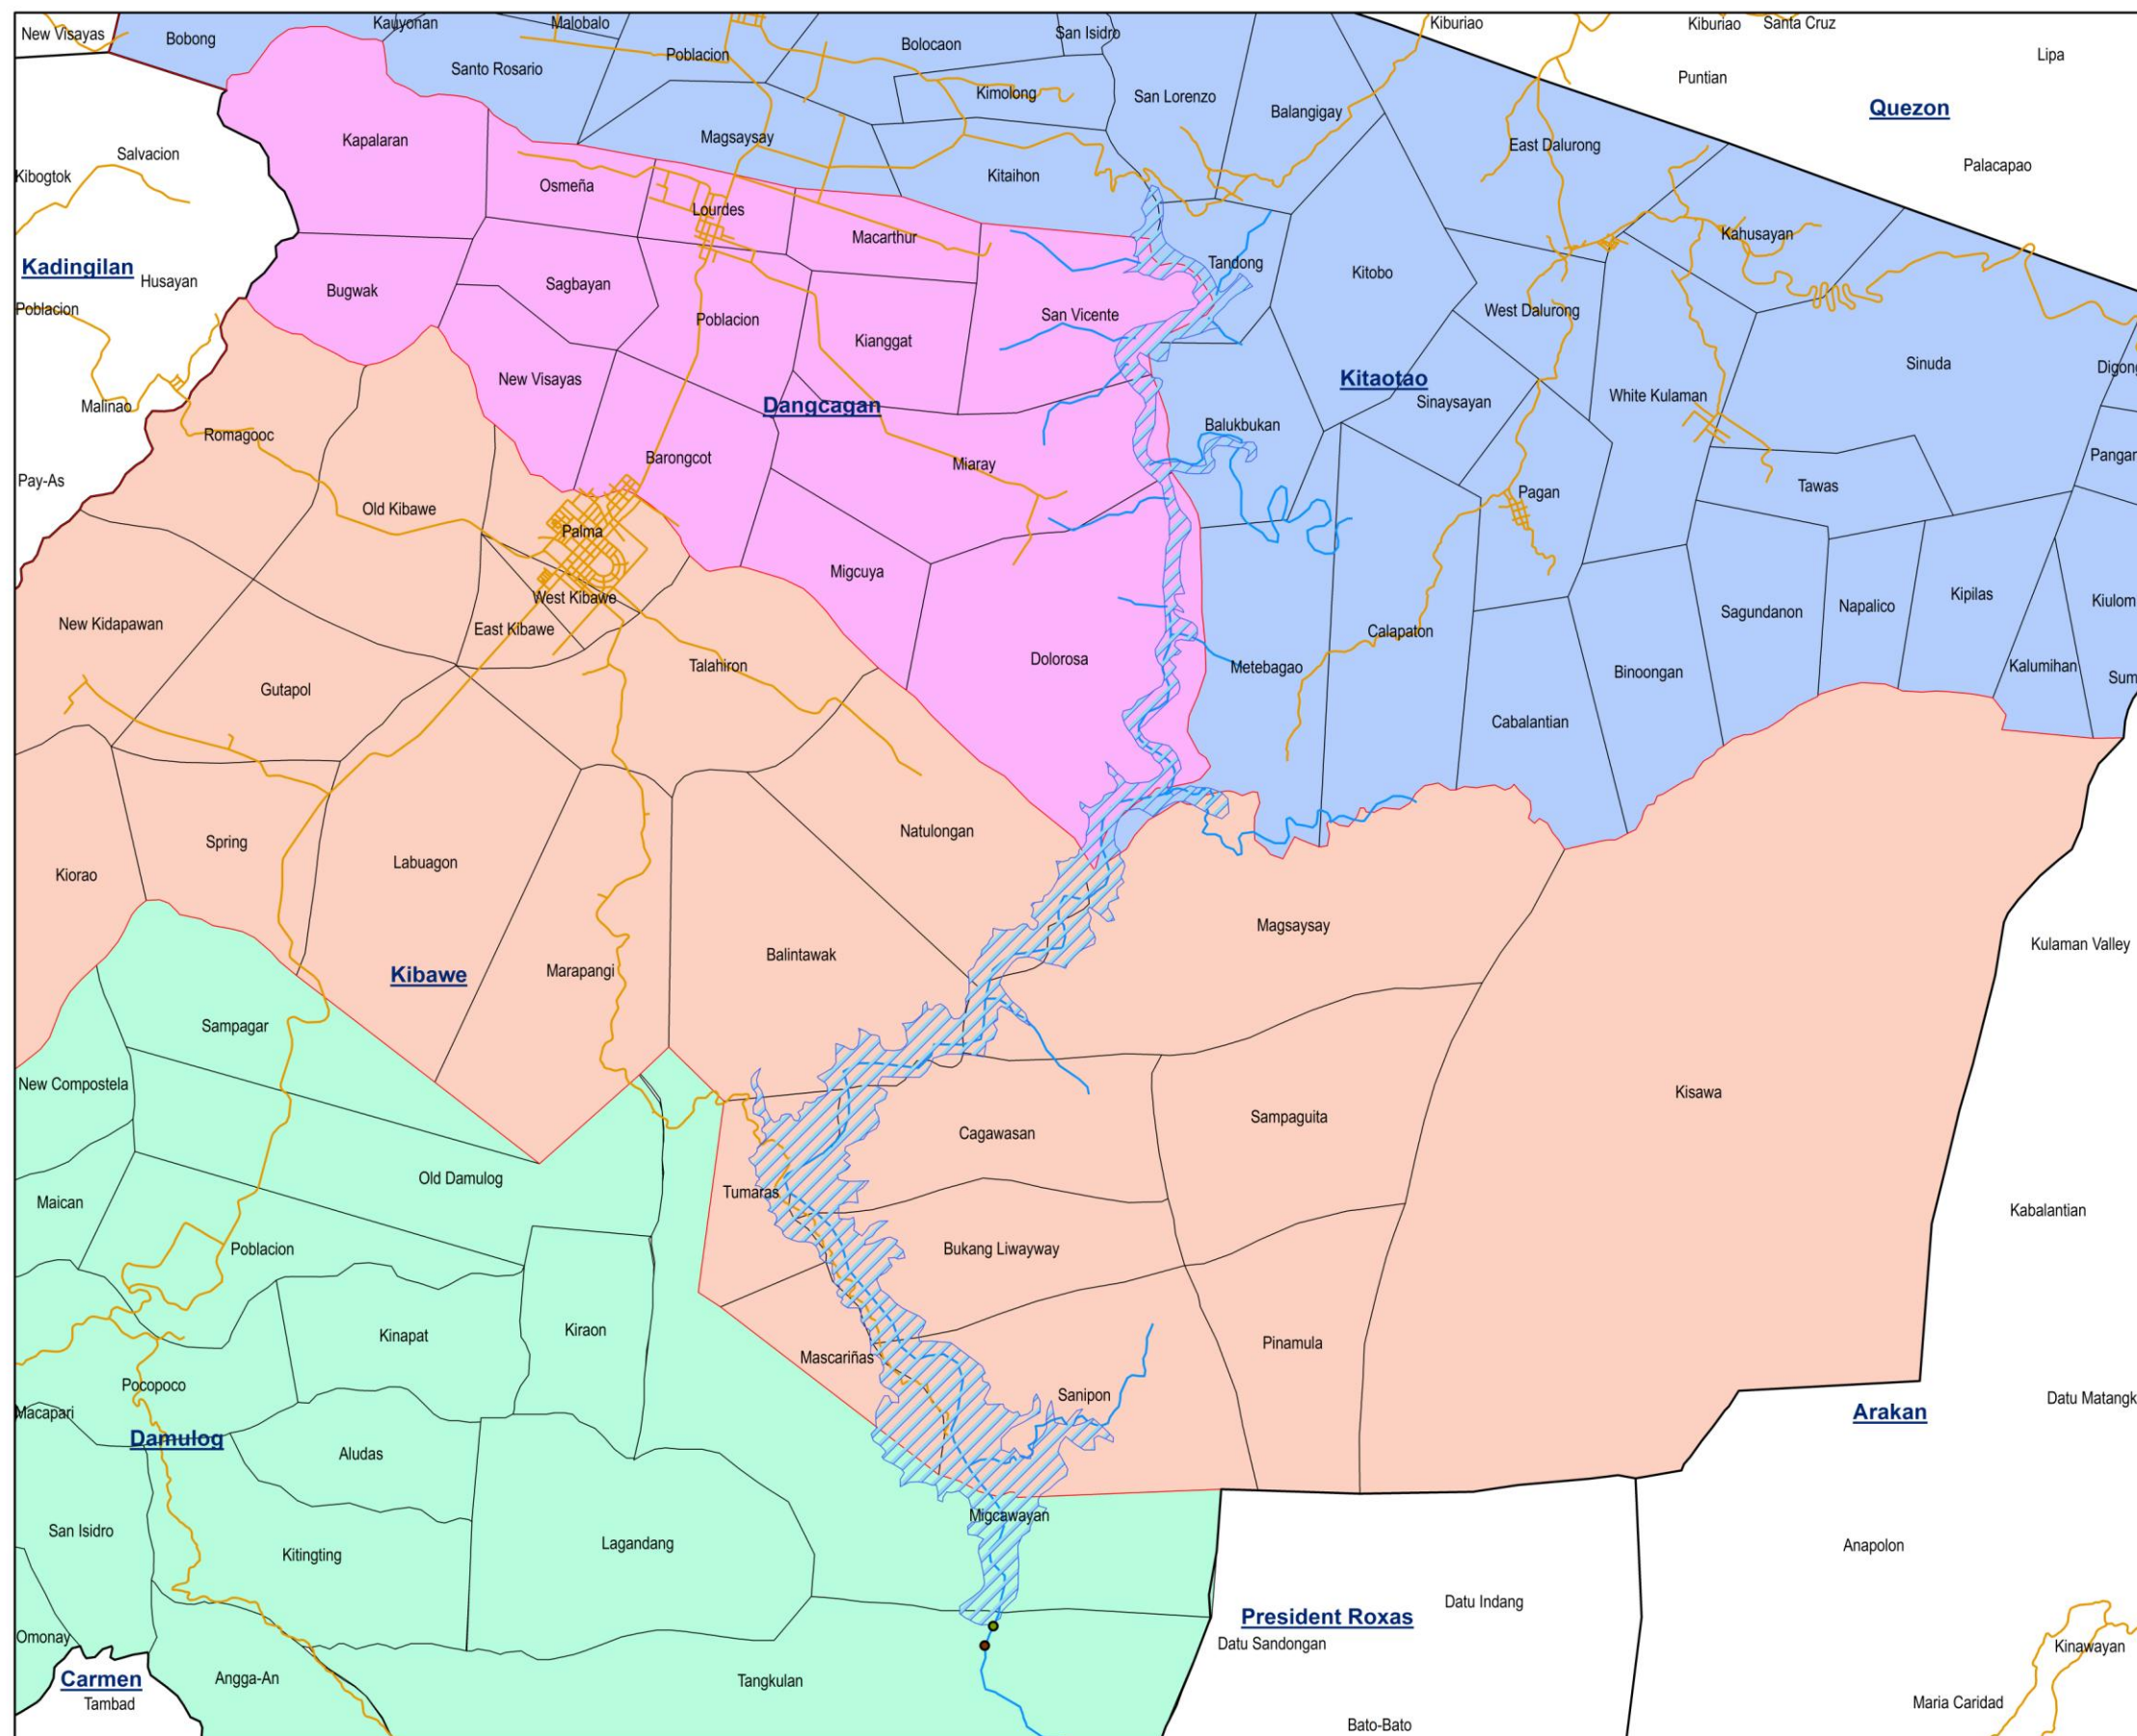 New Visayas
Bobong
Kauyonan
Malobalo
Poblacion
Bolocaon
San Isidro
Kiburiao
Kiburiao
Santa Cruz
Lipa
Santo Rosario
Puntian
Kimolong
San Lorenzo
Balangigay
Quezon
Kapalaran
Magsaysay
East Dalurong
Salvacion
Palacapao
Kibogtok
Osmeña
Kitaihon
Lourdes
Macarthur
Kahusayan
Kadingilan
Husayan
Bugwak
Sagbayan
Tandong
Kitobo
Poblacion
Poblacion
San Vicente
West Dalurong
Kianggat
Sinuda
Digong
New Visayas
Kitaotao
Malinao
Dangcagan
Sinaysayan
White Kulaman
Romagooc
Balukbukan
Barongcot
Miaray
Pangan
Pay-As
Tawas
Old Kibawe
Pagan
Palma
Migcuya
West Kibawe
Sagundanon
Napalico
Kipilas
Kiulom
New Kidapawan
East Kibawe
Calapaton
Talahiron
Dolorosa
Metebagao
Binoongan
Kalumihan
Sum
Gutapol
Cabalantian
Spring
Labuagon
Natulongan
Kiorao
Magsaysay
Kulaman Valley
Kibawe
Marapangi
Balintawak
Sampagar
New Compostela
Kisawa
Cagawasan
Sampaguita
Old Damulog
Maican
Tumaras
Kabalantian
Poblacion
Bukang Liwayway
Kinapat
Kiraon
Mascariñas
Pinamula
Pocopoco
Sanipon
Datu Matangk
Macapari
Arakan
Damulog
Aludas
Migcawayan
San Isidro
Lagandang
Anapolon
Kitingting
Datu Indang
President Roxas
Omonay
Datu Sandongan
Kinawayan
Carmen
Angga-An
Tangkulan
Tambad
Maria Caridad
Bato-Bato